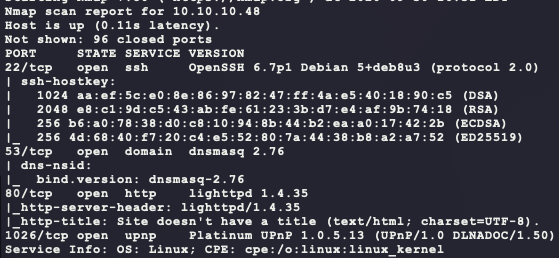 Nmap scan report for 10.10.10.48
Host is up (0.11s latency).
Not shown: 96 closed ports
PORT     STATE SERVICE VERSION
22/tcp   open  ssh     OpenSSH 6.7p1 Debian 5+deb8u3 (protocol 2.0)
| ssh-hostkey:
|   1024 aa:ef:5c:e0:8e:86:97:82:47:ff:4a:e5:40:18:90:c5 (DSA)
|   2048 e8:c1:9d:c5:43:ab:fe:61:23:3b:d7:e4:af:9b:74:18 (RSA)
|   256 b6:a0:78:38:d0:c8:10:94:8b:44:b2:ea:a0:17:42:2b (ECDSA)
|_  256 4d:68:40:f7:20:c4:e5:52:80:7a:44:38:b8:a2:a7:52 (ED25519)
53/tcp   open  domain  dnsmasq 2.76
| dns-nsid:
|_  bind.version: dnsmasq-2.76
80/tcp   open  http    lighttpd 1.4.35
|_http-server-header: lighttpd/1.4.35
|_http-title: Site doesn't have a title (text/html; charset=UTF-8).
1026/tcp open  upnp    Platinum UPnP 1.0.5.13 (UPnP/1.0 DLNADOC/1.50)
Service Info: OS: Linux; CPE: cpe:/o:linux:linux_kernel